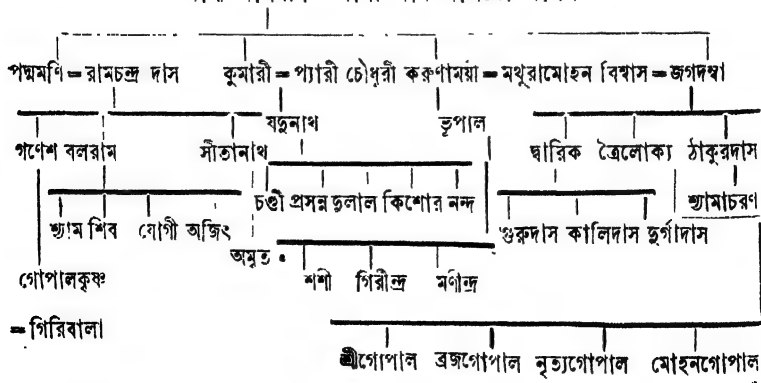 পদ্মমণি = রামচন্দ্র দাস কুমারী = প্যারী চৌধুরী করুণাময়ী = মথুরামোহন বিশ্বাস = জগদম্বা
যদুনাথ ভূপাল
গণেশ বলরাম সীতানাথ দ্বারিক ত্রৈলোক্য ঠাকুরদাস
চণ্ডী প্রসন্ন দুলাল কিশোর নন্দ শ্যামাচরণ
শ্যাম শিব যোগী অজিৎ গুরুদাস কালিদাস দুর্গাদাস
অমৃত
গোপালকৃষ্ণ শশী গিরীন্দ্র মণীন্দ্র
= গিরিবালা
শ্রীগোপাল ব্রজগোপাল নৃত্যগোপাল মোহনগোপাল